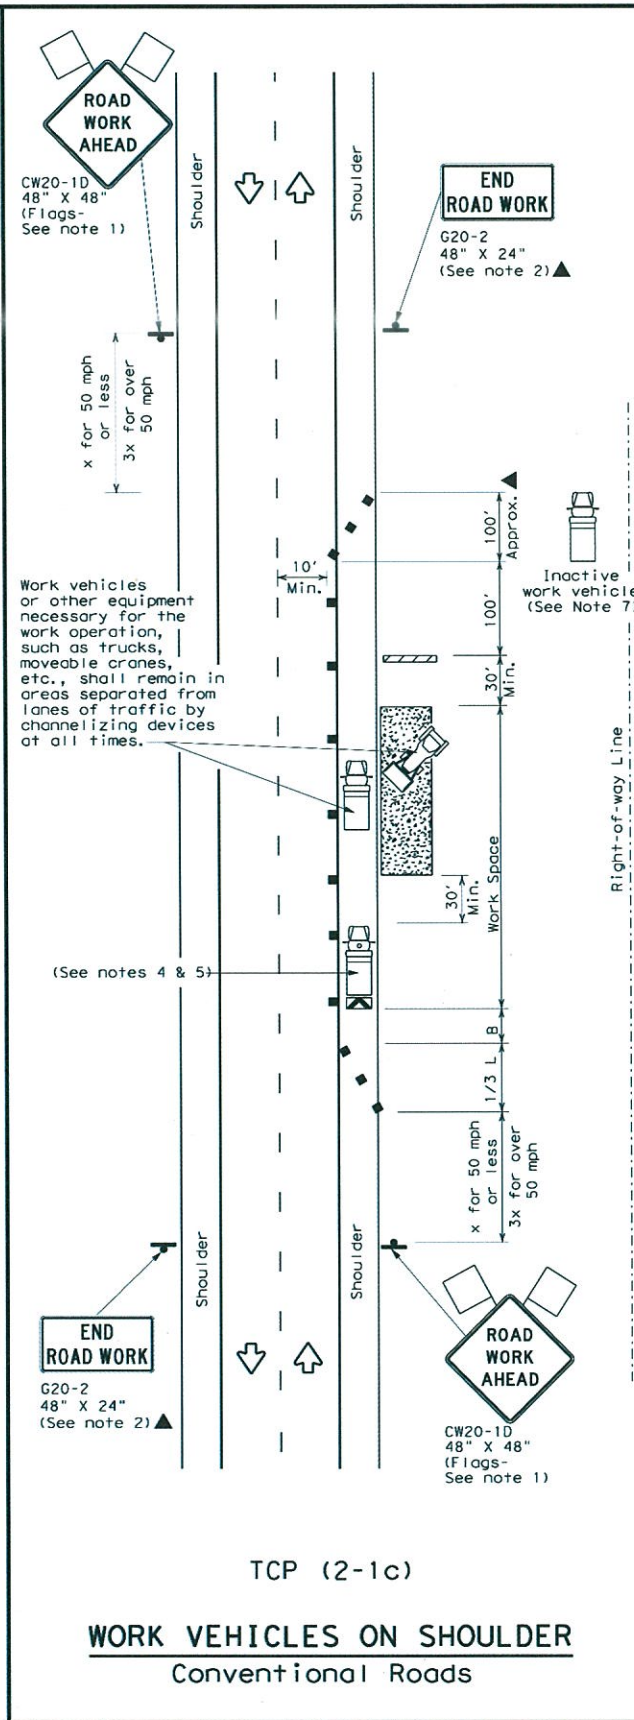 ROAD
WORK
AHEAD
CW20-1D
48" X 48"
(Flags-
See note 1)
Shoulder
Shoulder
END
ROAD WORK
G20-2
48" X 24"
(See note 2)▲
x for 50 mph
or less
3x for over
50 mph
100'
Approx. ▲
10'
Min.
100'
Inactive
work vehicle
(See Note 7)
Work vehicles
or other equipment
necessary for the
work operation,
such as trucks,
moveable cranes,
etc., shall remain in
areas separated from
lanes of traffic by
channelizing devices
at all times.
30'
Min.
Right-of-way Line
Work Space
30'
Min.
(See notes 4 & 5)
B
1/3 L
x for 50 mph
or less
3x for over
50 mph
Shoulder
Shoulder
END
ROAD WORK
G20-2
48" X 24"
(See note 2)▲
ROAD
WORK
AHEAD
CW20-1D
48" X 48"
(Flags-
See note 1)
TCP (2-1c)
WORK VEHICLES ON SHOULDER
Conventional Roads